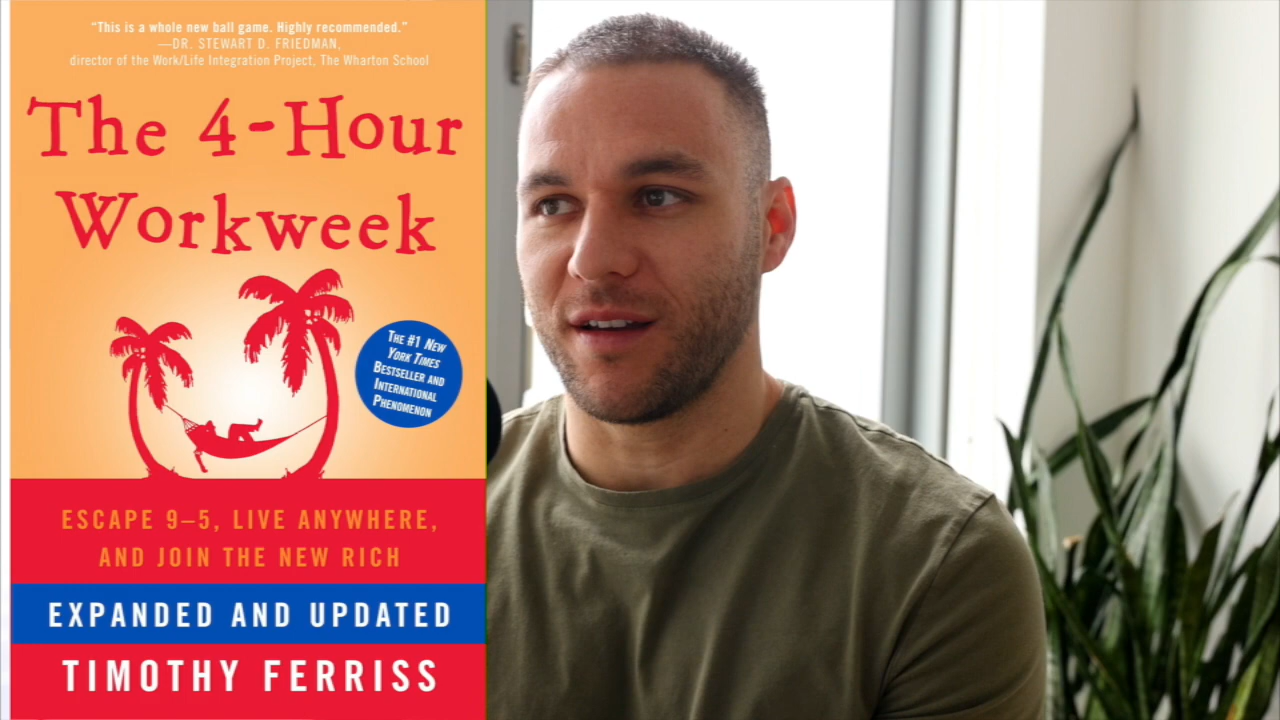 “This is a whole new ball game. Highly recommended.”
—DR. STEWART D. FRIEDMAN,
director of the Work/Life Integration Project, The Wharton School
The 4-Hour
Workweek
THE #1 NEW
YORK TIMES
BESTSELLER AND
INTERNATIONAL
PHENOMENON
ESCAPE 9–5, LIVE ANYWHERE,
AND JOIN THE NEW RICH
EXPANDED AND UPDATED
TIMOTHY FERRISS